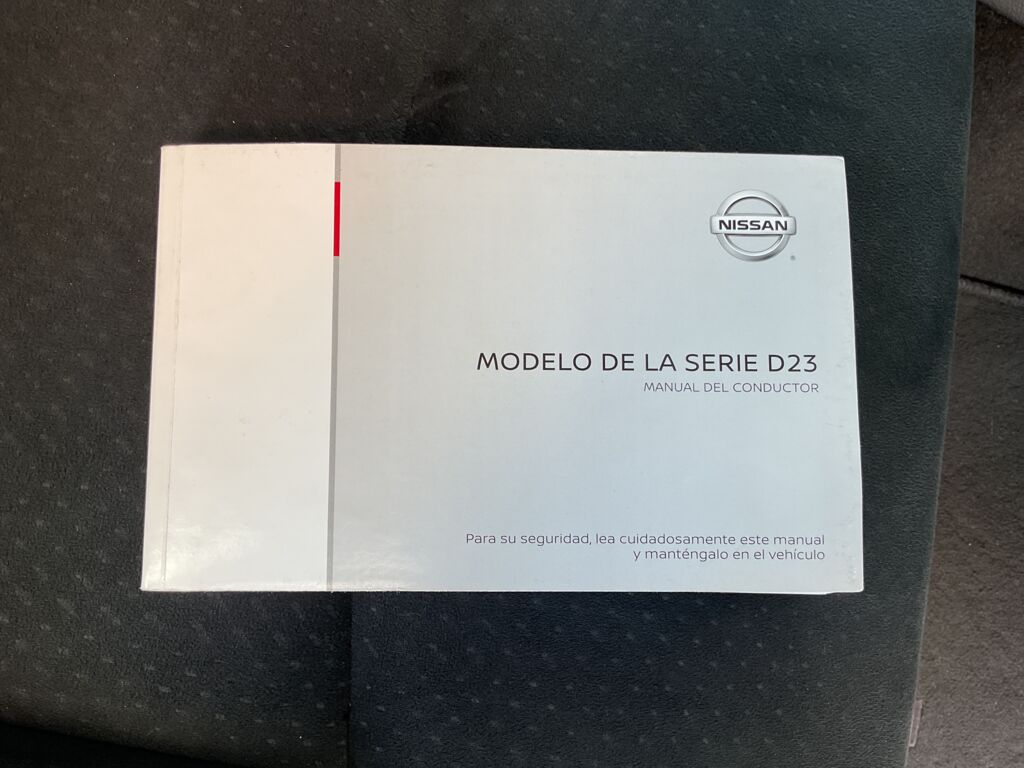 NISSAN
MODELO DE LA SERIE D23
MANUAL DEL CONDUCTOR
Para su seguridad, lea cuidadosamente este manual
y manténgalo en el vehículo